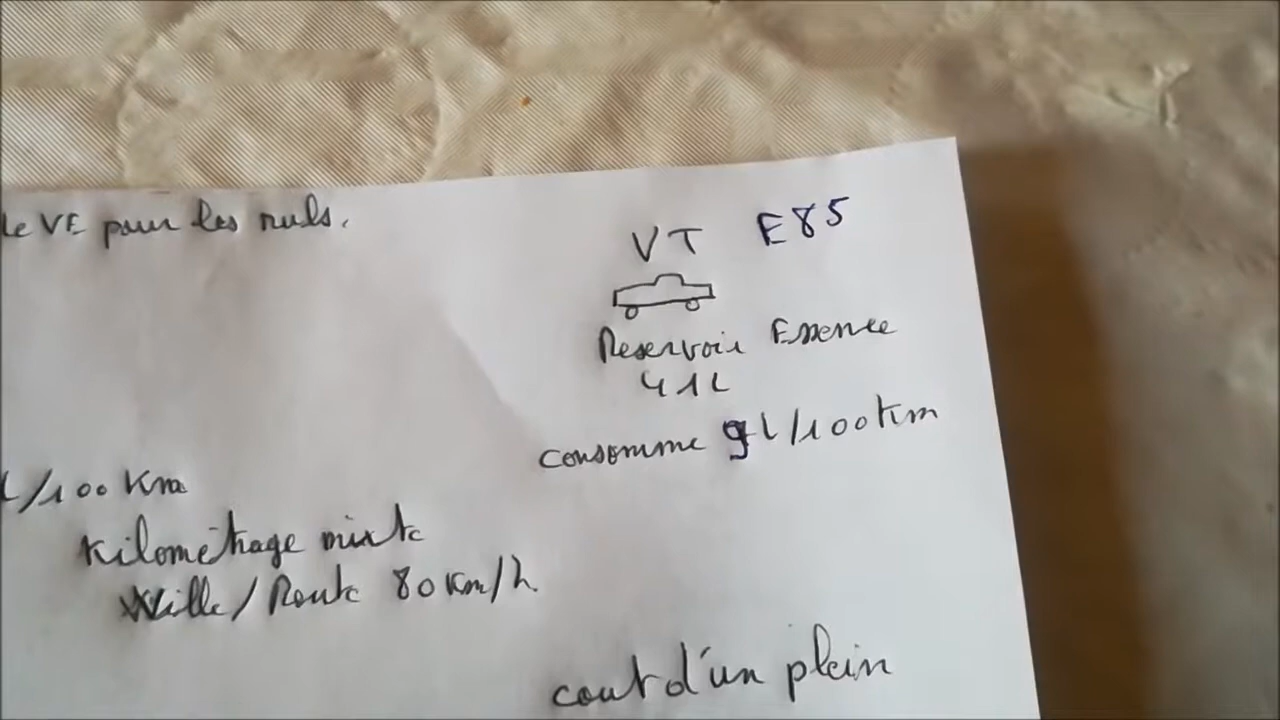 Le VE pour les nuls.
VT E85
Reservoir Essence
41L
consomme 9L/100km
L/100 Km
Kilométrage mixte
Ville/Route 80 Km/h.
cout d'un plein